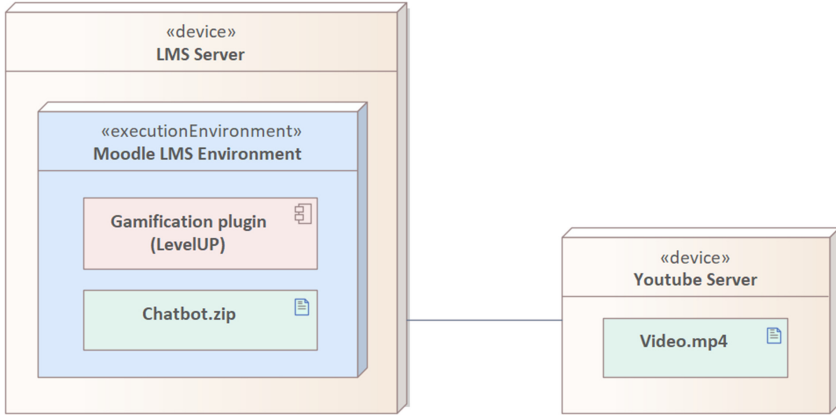 «device»
LMS Server
«executionEnvironment»
Moodle LMS Environment
Gamification plugin
(LevelUP)
Chatbot.zip
«device»
Youtube Server
Video.mp4